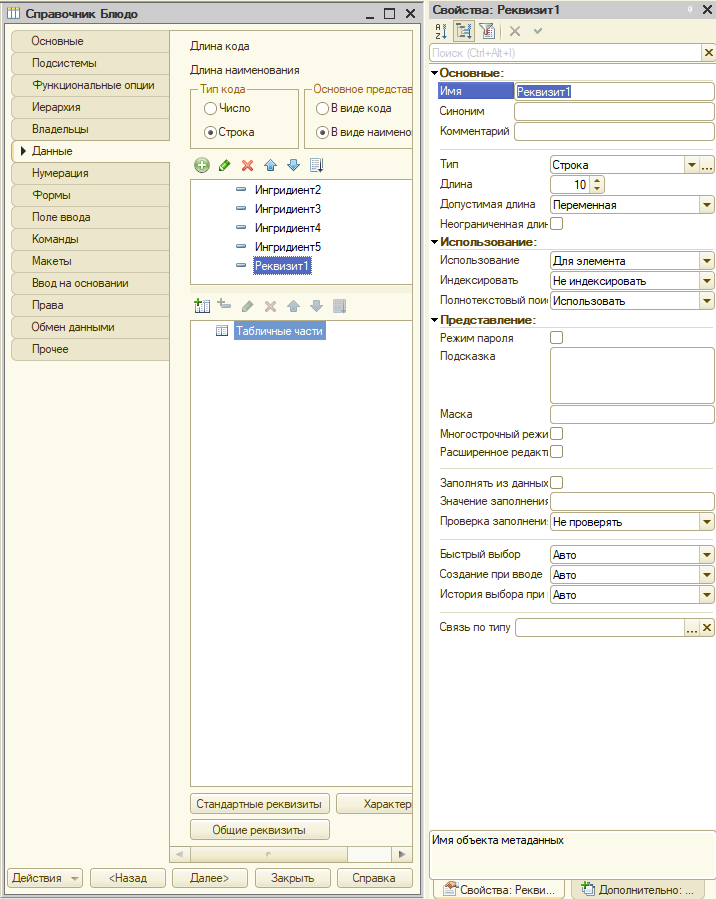 Справочник Блюдо
Основные
Подсистемы
Функциональные опции
Иерархия
Владельцы
Данные
Нумерация
Формы
Поле ввода
Команды
Макеты
Ввод на основании
Права
Обмен данными
Прочее
Длина кода
Длина наименования
Тип кода
Число
Строка
Основное представ
В виде кода
В виде наимено
Ингридиент2
Ингридиент3
Ингридиент4
Ингридиент5
Реквизит1
Табличные части
Стандартные реквизиты
Характер
Общие реквизиты
Действия
<Назад
Далее>
Закрыть
Справка
Свойства: Реквизит1
Поиск (Ctrl+Alt+I)
Основные:
Имя Реквизит1
Синоним
Комментарий
Тип Строка
Длина 10
Допустимая длина Переменная
Неограниченная длин
Использование:
Использование Для элемента
Индексировать Не индексировать
Полнотекстовый пои Использовать
Представление:
Режим пароля
Подсказка
Маска
Многострочный режи
Расширенное редакти
Заполнять из данных
Значение заполнения
Проверка заполнени Не проверять
Быстрый выбор Авто
Создание при вводе Авто
История выбора при Авто
Связь по типу
Имя объекта метаданных
Свойства: Рекви...
Дополнительно: ...